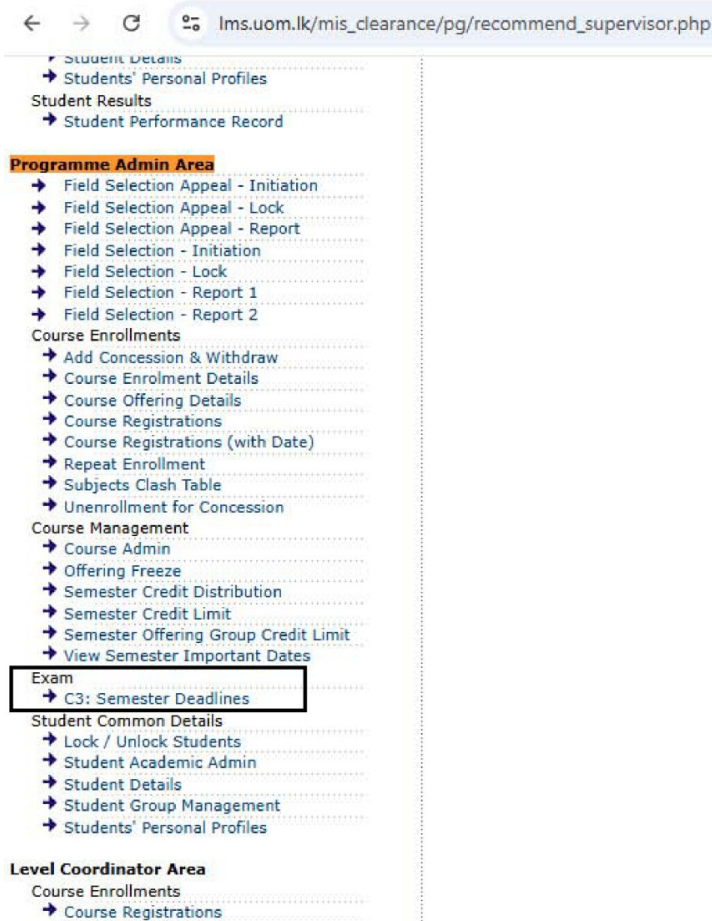 lms.uom.lk/mis_clearance/pg/recommend_supervisor.php
Student Details
Students' Personal Profiles
Student Results
Student Performance Record
Programme Admin Area
Field Selection Appeal - Initiation
Field Selection Appeal - Lock
Field Selection Appeal - Report
Field Selection - Initiation
Field Selection - Lock
Field Selection - Report 1
Field Selection - Report 2
Course Enrollments
Add Concession & Withdraw
Course Enrolment Details
Course Offering Details
Course Registrations
Course Registrations (with Date)
Repeat Enrollment
Subjects Clash Table
Unenrollment for Concession
Course Management
Course Admin
Offering Freeze
Semester Credit Distribution
Semester Credit Limit
Semester Offering Group Credit Limit
View Semester Important Dates
Exam
C3: Semester Deadlines
Student Common Details
Lock / Unlock Students
Student Academic Admin
Student Details
Student Group Management
Students' Personal Profiles
Level Coordinator Area
Course Enrollments
Course Registrations